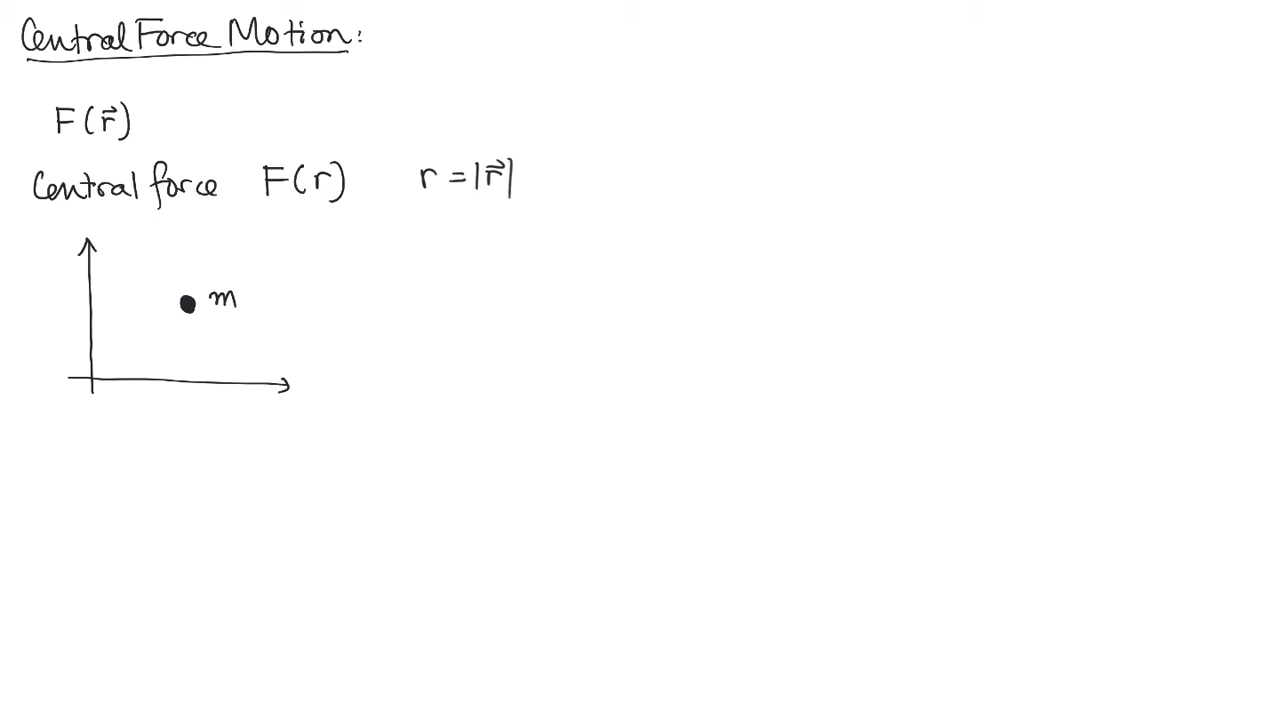 Central Force Motion:
F(r⃗)
Central force F(r) r = |r⃗|
m